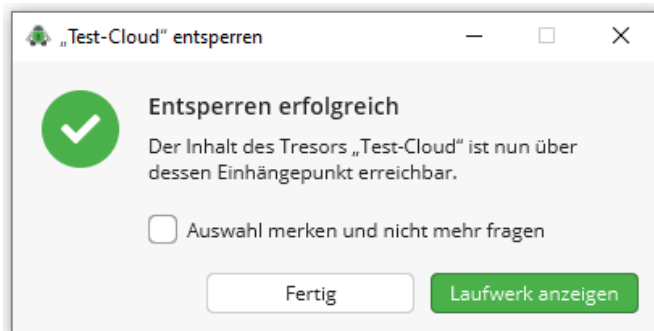 „Test-Cloud“ entsperren
Entsperren erfolgreich
Der Inhalt des Tresors „Test-Cloud“ ist nun über
dessen Einhängepunkt erreichbar.
Auswahl merken und nicht mehr fragen
Fertig
Laufwerk anzeigen